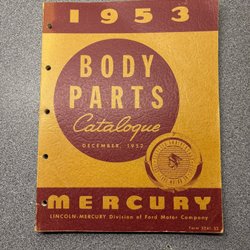 1953
BODY
PARTS
Catalogue
DECEMBER, 1952
MERCURY
LINCOLN-MERCURY Division of Ford Motor Company